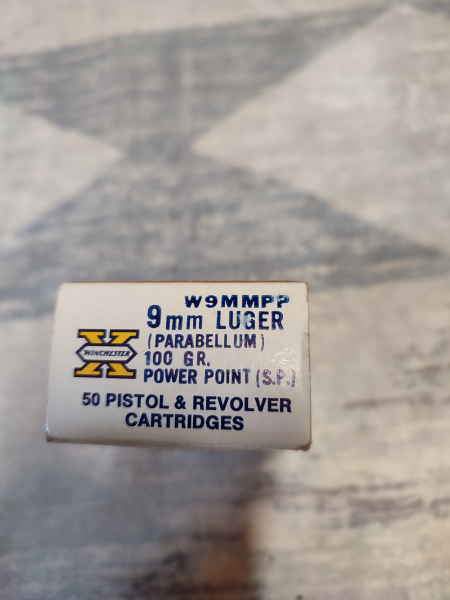 W9MMPP
9mm LUGER
(PARABELLUM)
WINCHESTER
X
100 GR.
POWER POINT (S.P.)
50 PISTOL & REVOLVER
CARTRIDGES